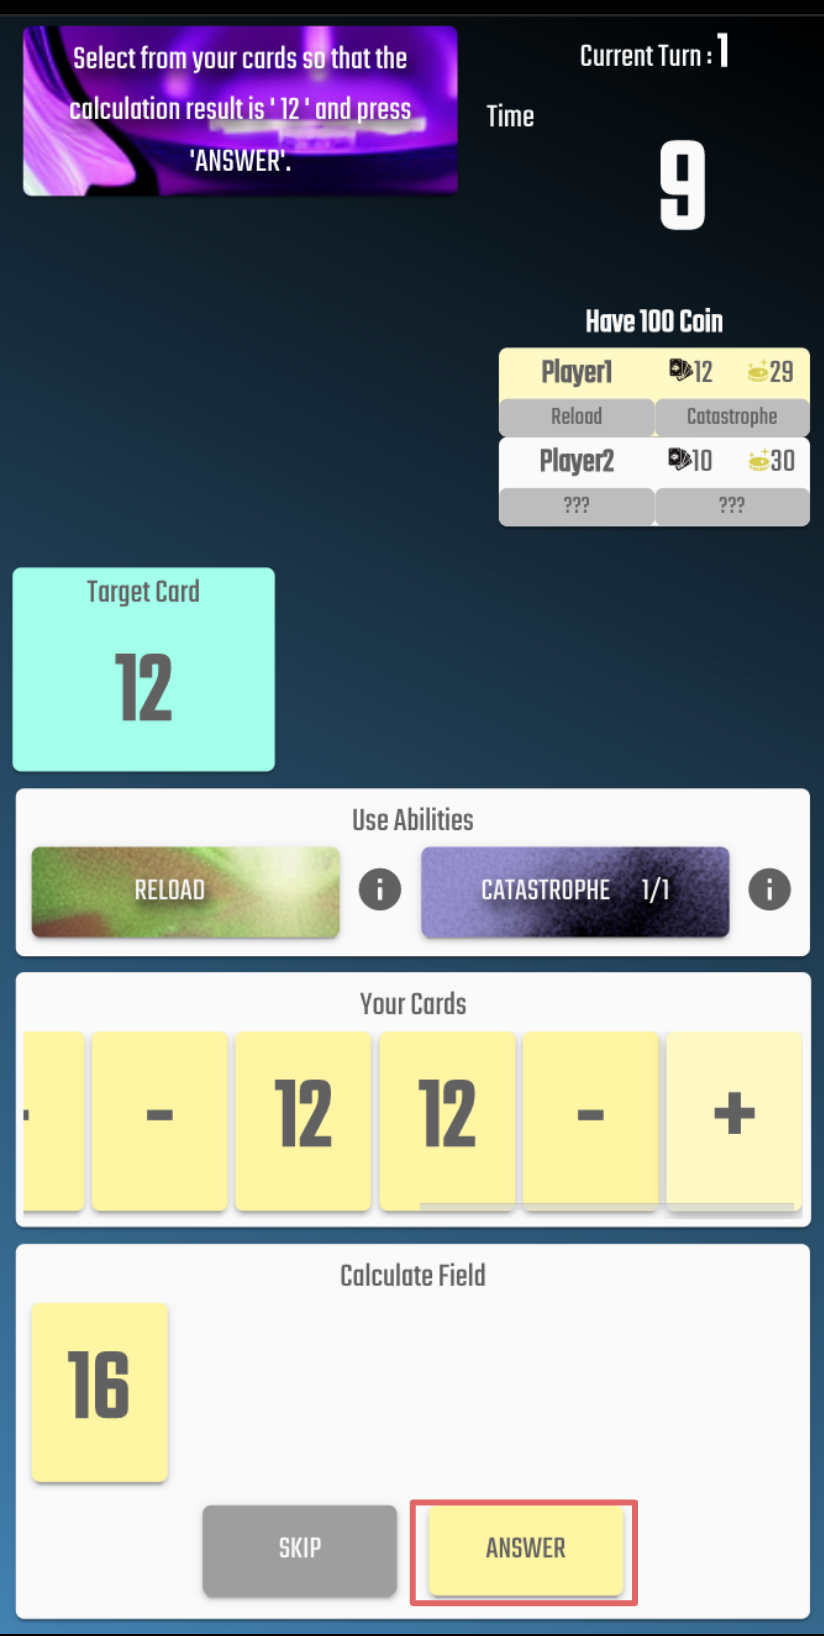 Select from your cards so that the
calculation result is ' 12 ' and press
'ANSWER'.
Current Turn : 1
Time
9
Have 100 Coin
Player1 12 29
Reload Catastrophe
Player2 10 30
??? ???
Target Card
12
Use Abilities
RELOAD CATASTROPHE 1/1
Your Cards
- 12 12 - +
Calculate Field
16
SKIP ANSWER